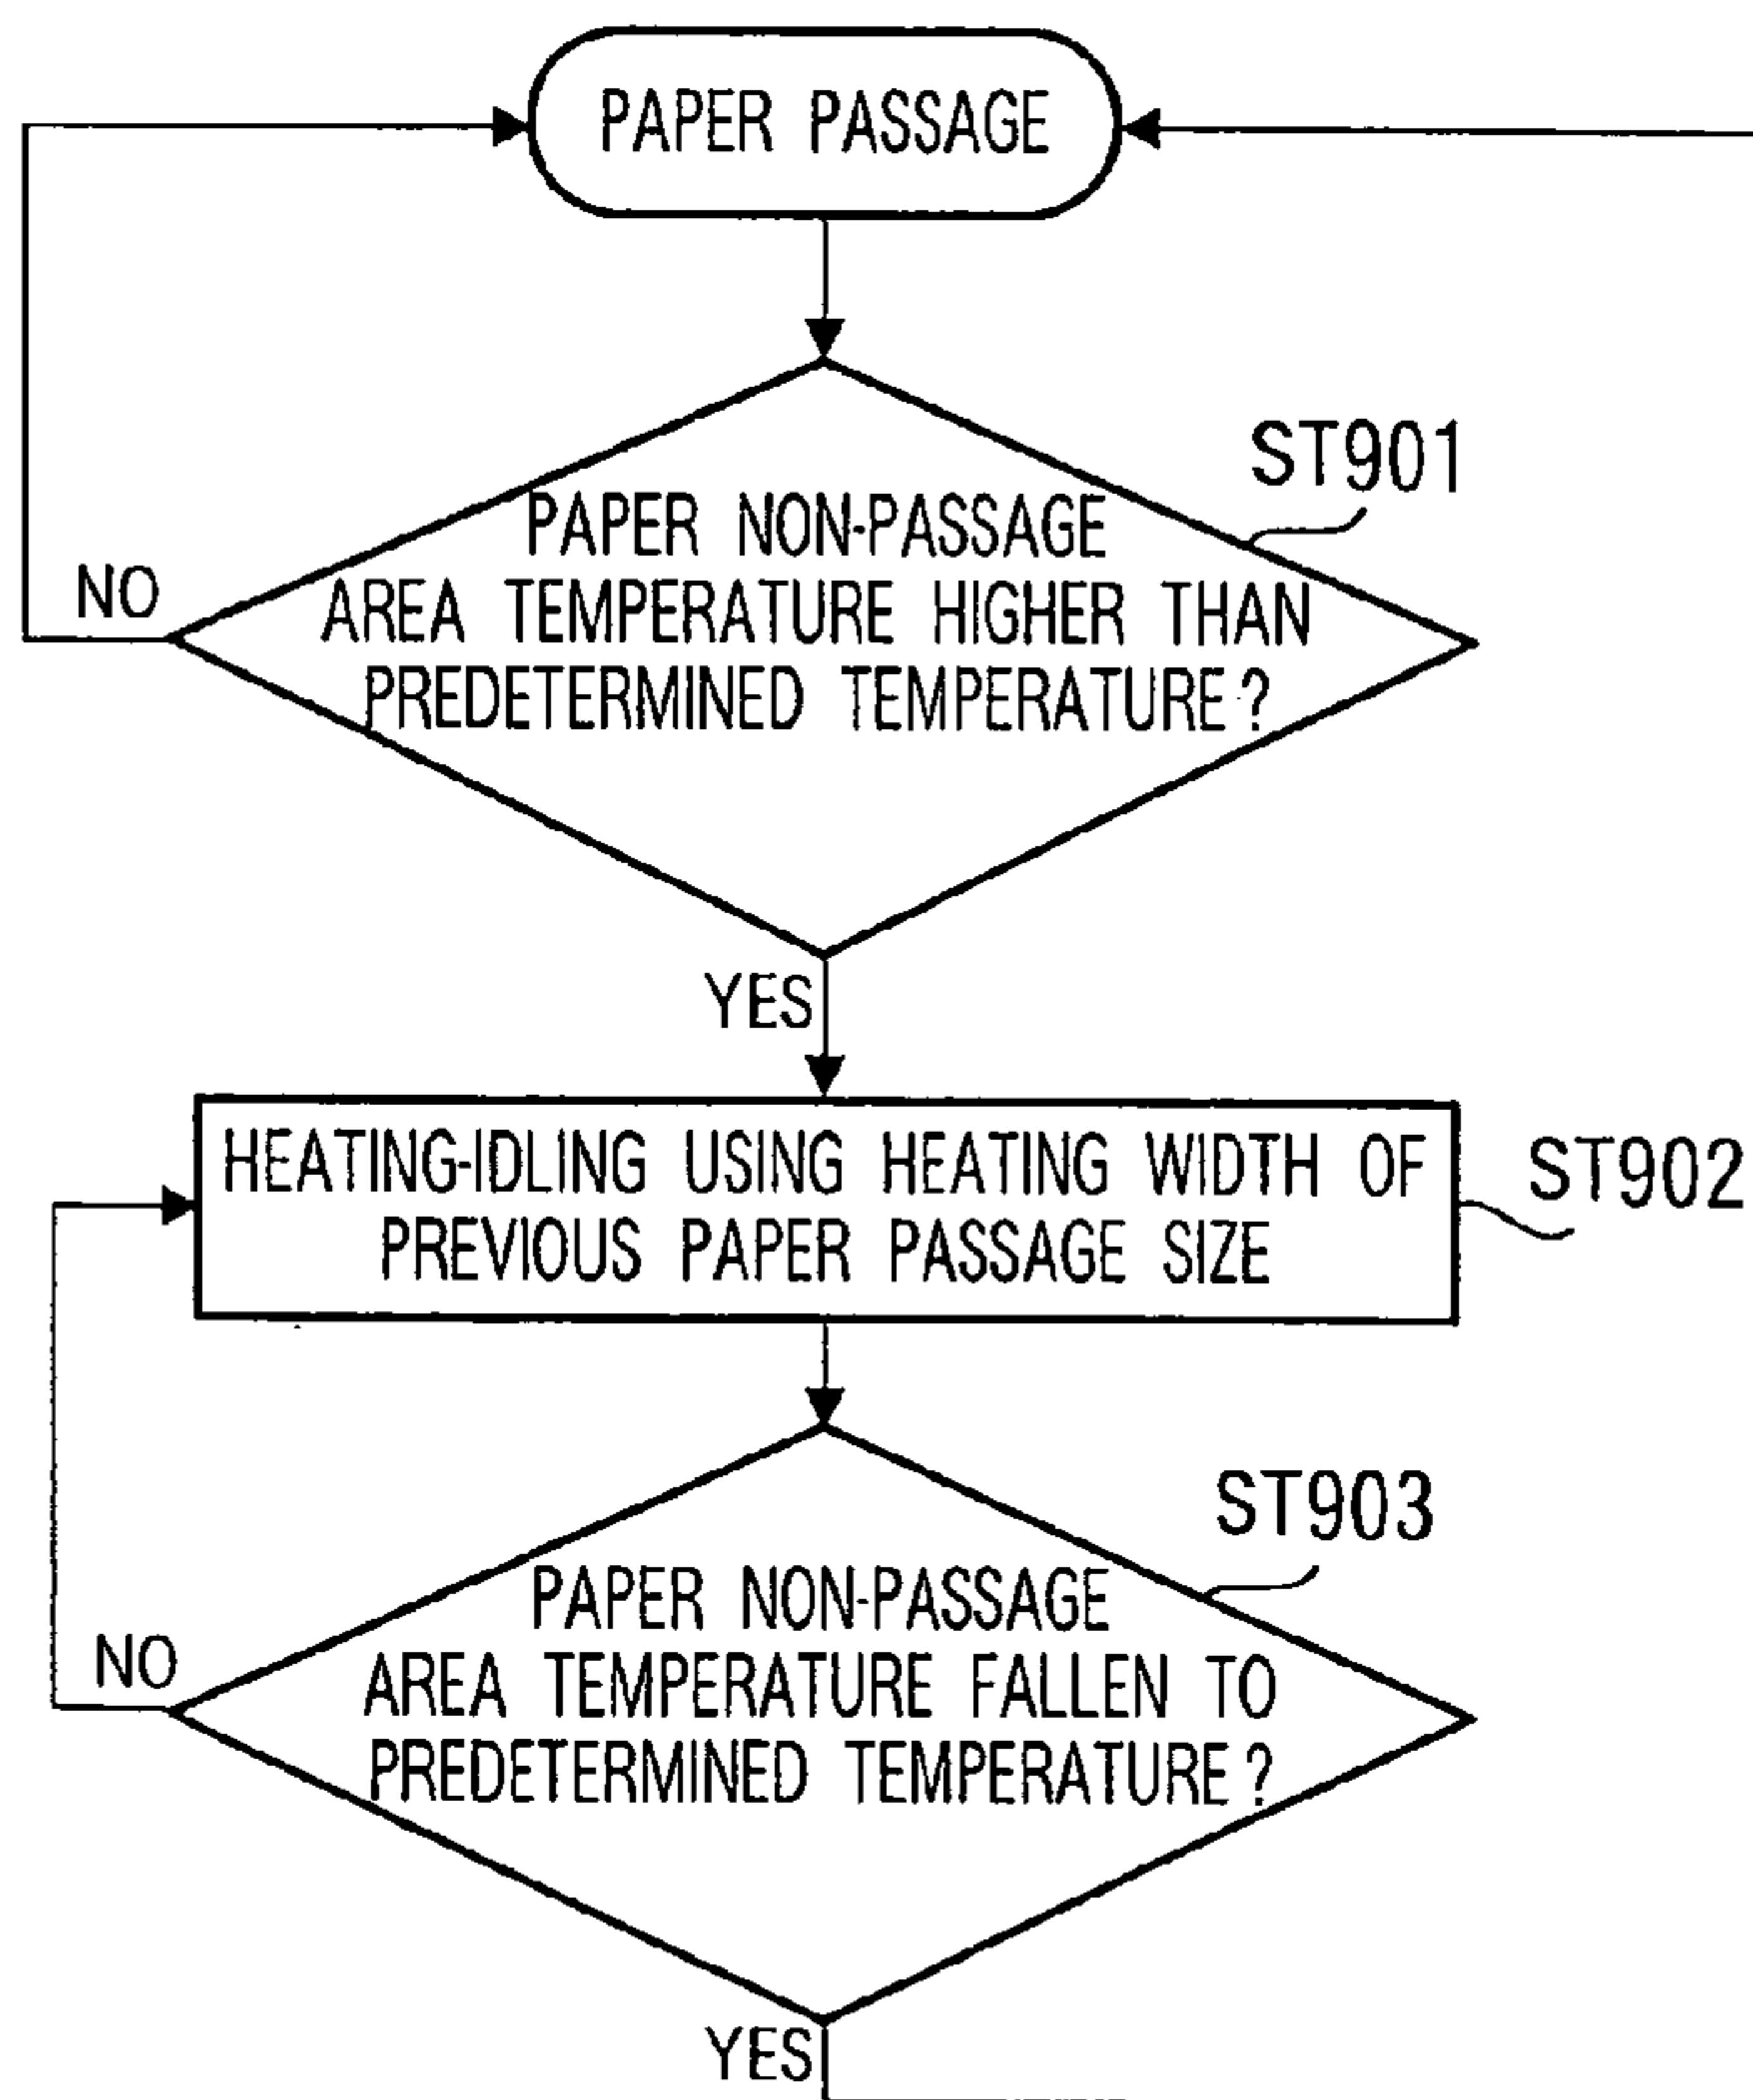 PAPER PASSAGE
ST901
PAPER NON-PASSAGE
AREA TEMPERATURE HIGHER THAN
PREDETERMINED TEMPERATURE?
NO
YES
HEATING-IDLING USING HEATING WIDTH OF
PREVIOUS PAPER PASSAGE SIZE
ST902
ST903
PAPER NON-PASSAGE
AREA TEMPERATURE FALLEN TO
PREDETERMINED TEMPERATURE?
NO
YES